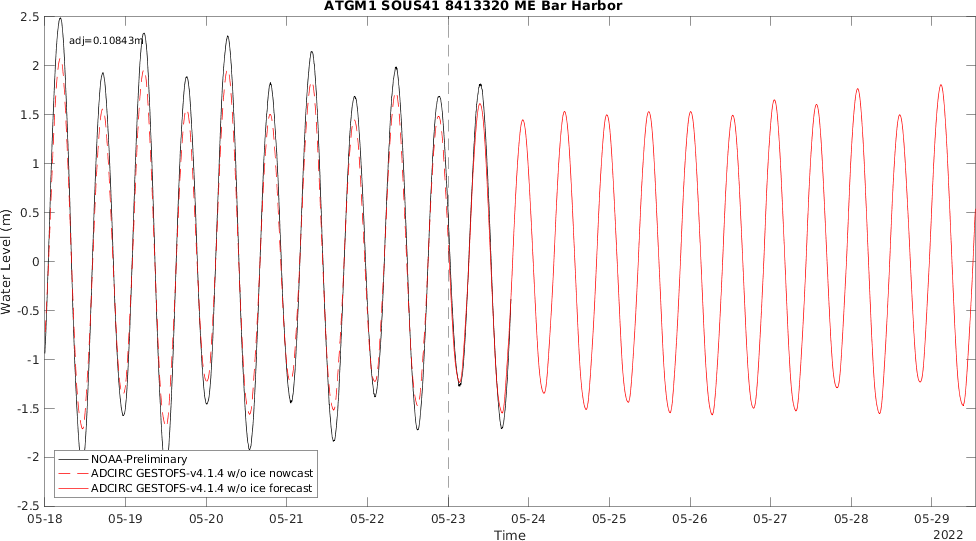 ATGM1 SOUS41 8413320 ME Bar Harbor
2.5
adj=0.10843m
2
1.5
1
0.5
0
-0.5
-1
-1.5
-2
-2.5
Water Level (m)
NOAA-Preliminary
ADCIRC GESTOFS-v4.1.4 w/o ice nowcast
ADCIRC GESTOFS-v4.1.4 w/o ice forecast
05-18 05-19 05-20 05-21 05-22 05-23 05-24 05-25 05-26 05-27 05-28 05-29
Time
2022